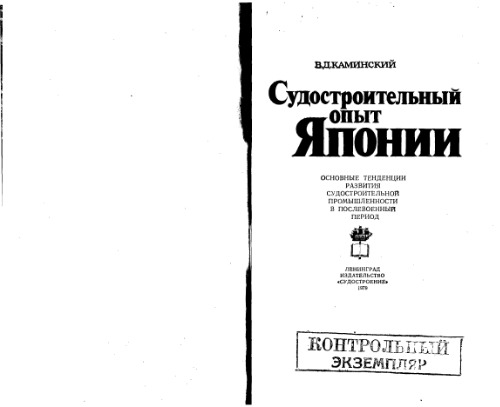 В.Д.КАМИНСКИЙ
Судостроительный
опыт
ЯПОНИИ
ОСНОВНЫЕ ТЕНДЕНЦИИ
РАЗВИТИЯ
СУДОСТРОИТЕЛЬНОЙ
ПРОМЫШЛЕННОСТИ
В ПОСЛЕВОЕННЫЙ
ПЕРИОД
ЛЕНИНГРАД
ИЗДАТЕЛЬСТВО
«СУДОСТРОЕНИЕ»
КОНТРОЛЬНЫЙ
ЭКЗЕМПЛЯР